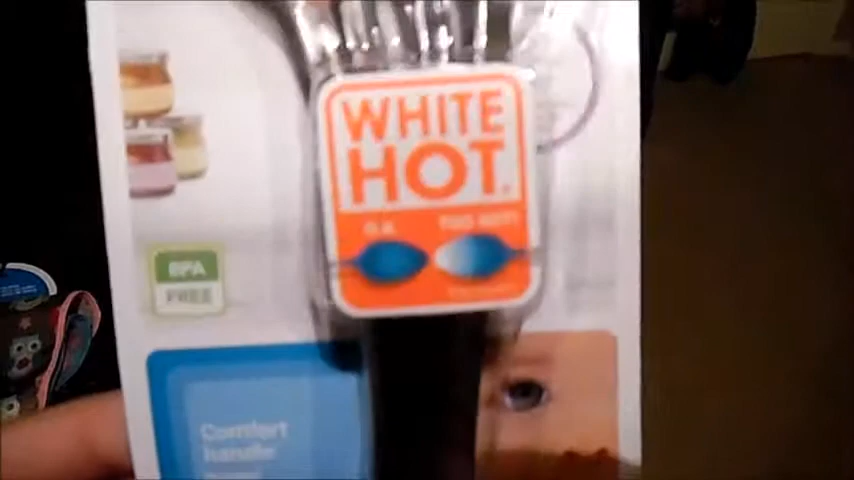 WHITE
HOT
O.K.
TOO HOT!
BPA
FREE
Comfort
handle